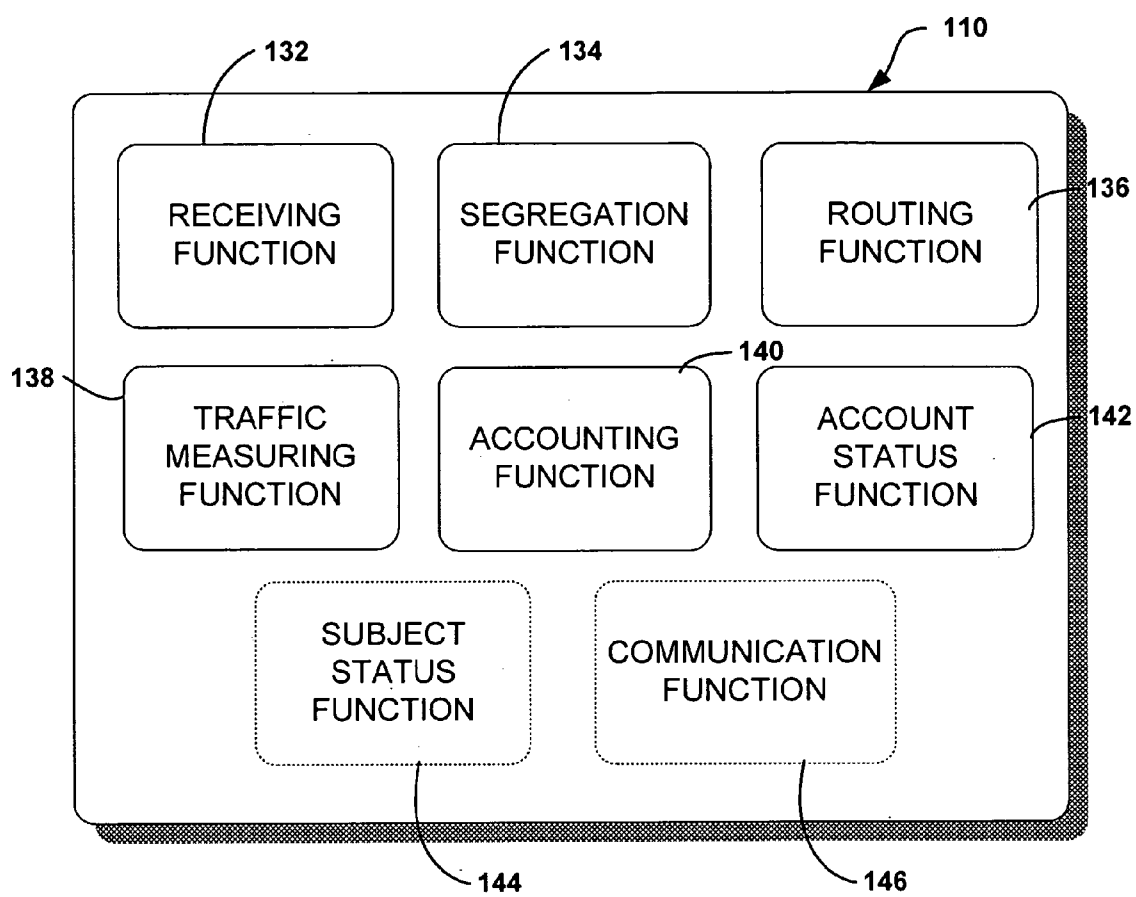 110
132
134
RECEIVING
FUNCTION
SEGREGATION
FUNCTION
ROUTING
FUNCTION
136
138
TRAFFIC
MEASURING
FUNCTION
140
ACCOUNTING
FUNCTION
ACCOUNT
STATUS
FUNCTION
142
SUBJECT
STATUS
FUNCTION
COMMUNICATION
FUNCTION
144
146